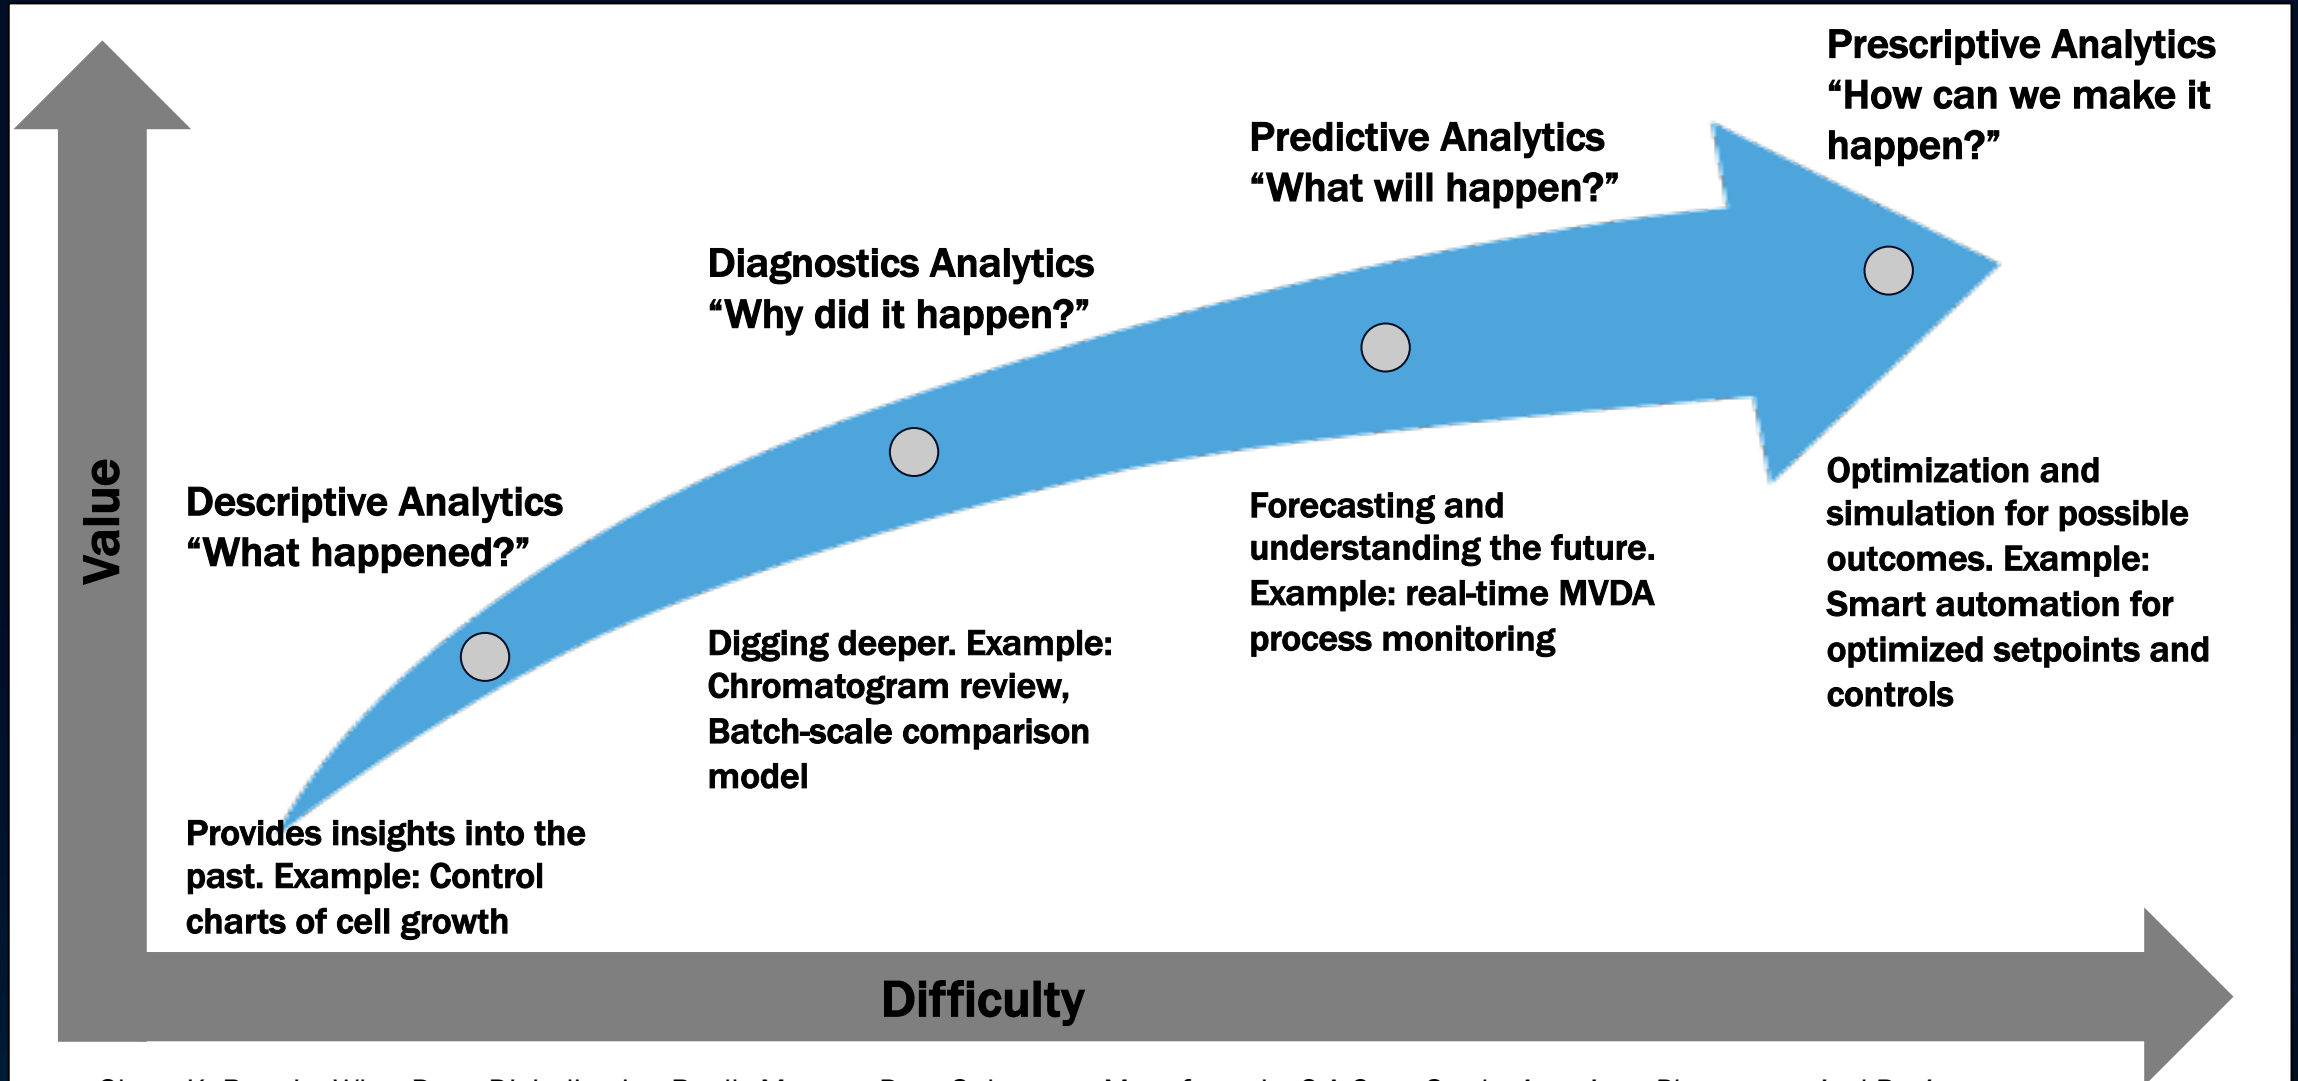 Prescriptive Analytics
“How can we make it
happen?”
Predictive Analytics
“What will happen?”
Diagnostics Analytics
“Why did it happen?”
Descriptive Analytics
“What happened?”
Value
Provides insights into the
past. Example: Control
charts of cell growth
Digging deeper. Example:
Chromatogram review,
Batch-scale comparison
model
Forecasting and
understanding the future.
Example: real-time MVDA
process monitoring
Optimization and
simulation for possible
outcomes. Example:
Smart automation for
optimized setpoints and
controls
Difficulty